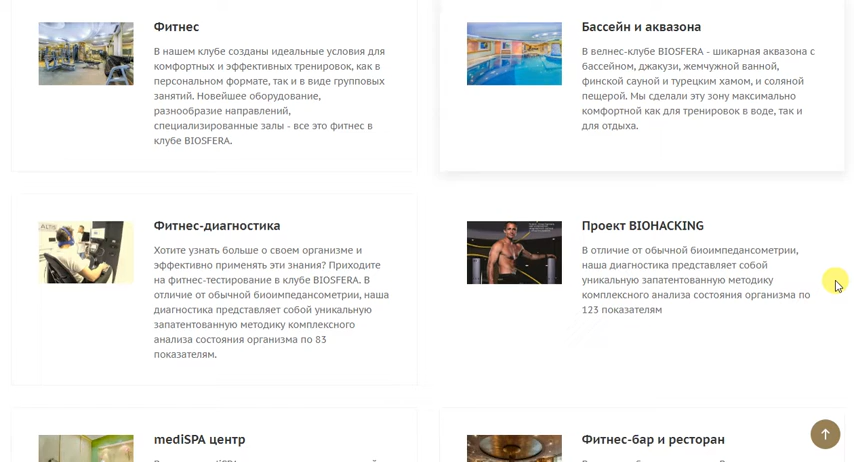 Фитнес
В нашем клубе созданы идеальные условия для
комфортных и эффективных тренировок, как в
персональном формате, так и в виде групповых
занятий. Новейшее оборудование,
разнообразие направлений,
специализированные залы - все это фитнес в
клубе BIOSFERA.
Бассейн и аквазона
В велнес-клубе BIOSFERA - шикарная аквазона с
бассейном, джакузи, жемчужной ванной,
финской сауной и турецким хамом, и соляной
пещерой. Мы сделали эту зону максимально
комфортной как для тренировок в воде, так и
для отдыха.
Фитнес-диагностика
Хотите узнать больше о своем организме и
эффективно применять эти знания? Приходите
на фитнес-тестирование в клубе BIOSFERA. В
отличие от обычной биоимпедансометрии, наша
диагностика представляет собой уникальную
запатентованную методику комплексного
анализа состояния организма по 83
показателям.
Проект BIOHACKING
В отличие от обычной биоимпедансометрии,
наша диагностика представляет собой
уникальную запатентованную методику
комплексного анализа состояния организма по
123 показателям
mediSPA центр
Фитнес-бар и ресторан